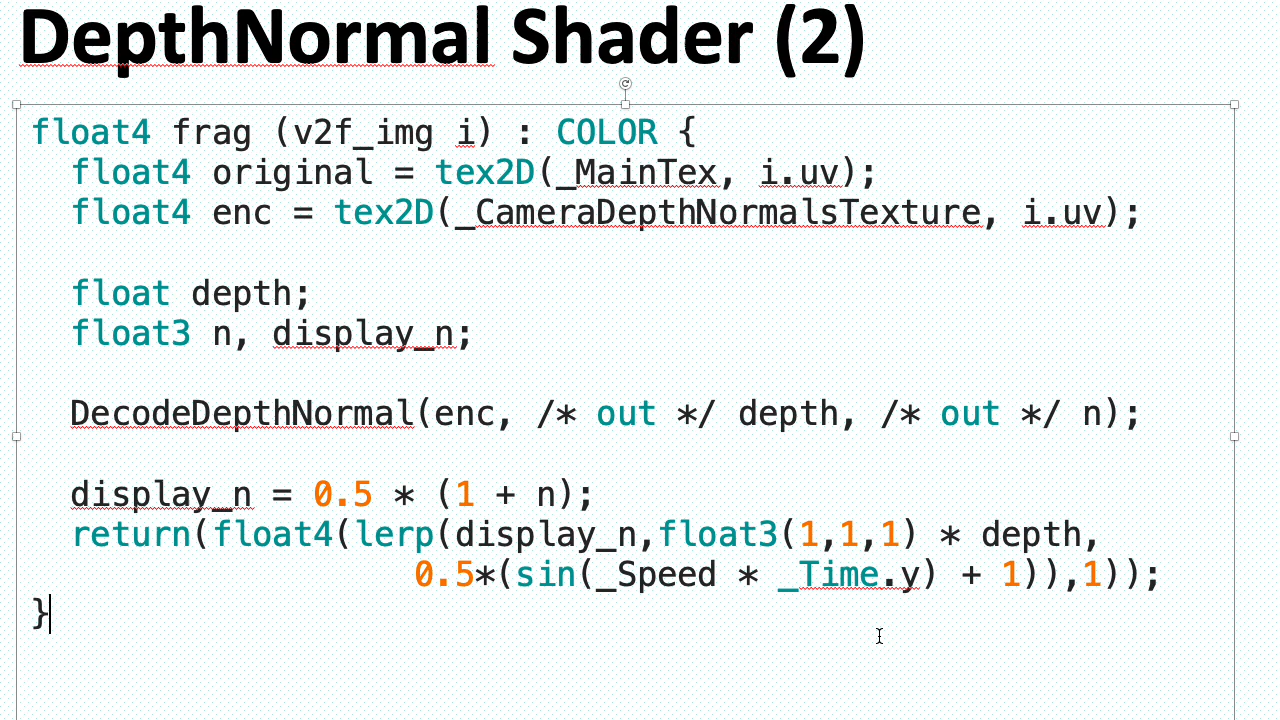 DepthNormal Shader (2)
float4 frag (v2f_img i) : COLOR {
  float4 original = tex2D(_MainTex, i.uv);
  float4 enc = tex2D(_CameraDepthNormalsTexture, i.uv);
  float depth;
  float3 n, display_n;
  DecodeDepthNormal(enc, /* out */ depth, /* out */ n);
  display_n = 0.5 * (1 + n);
  return(float4(lerp(display_n,float3(1,1,1) * depth,
                   0.5*(sin(_Speed * _Time.y) + 1)),1));
}